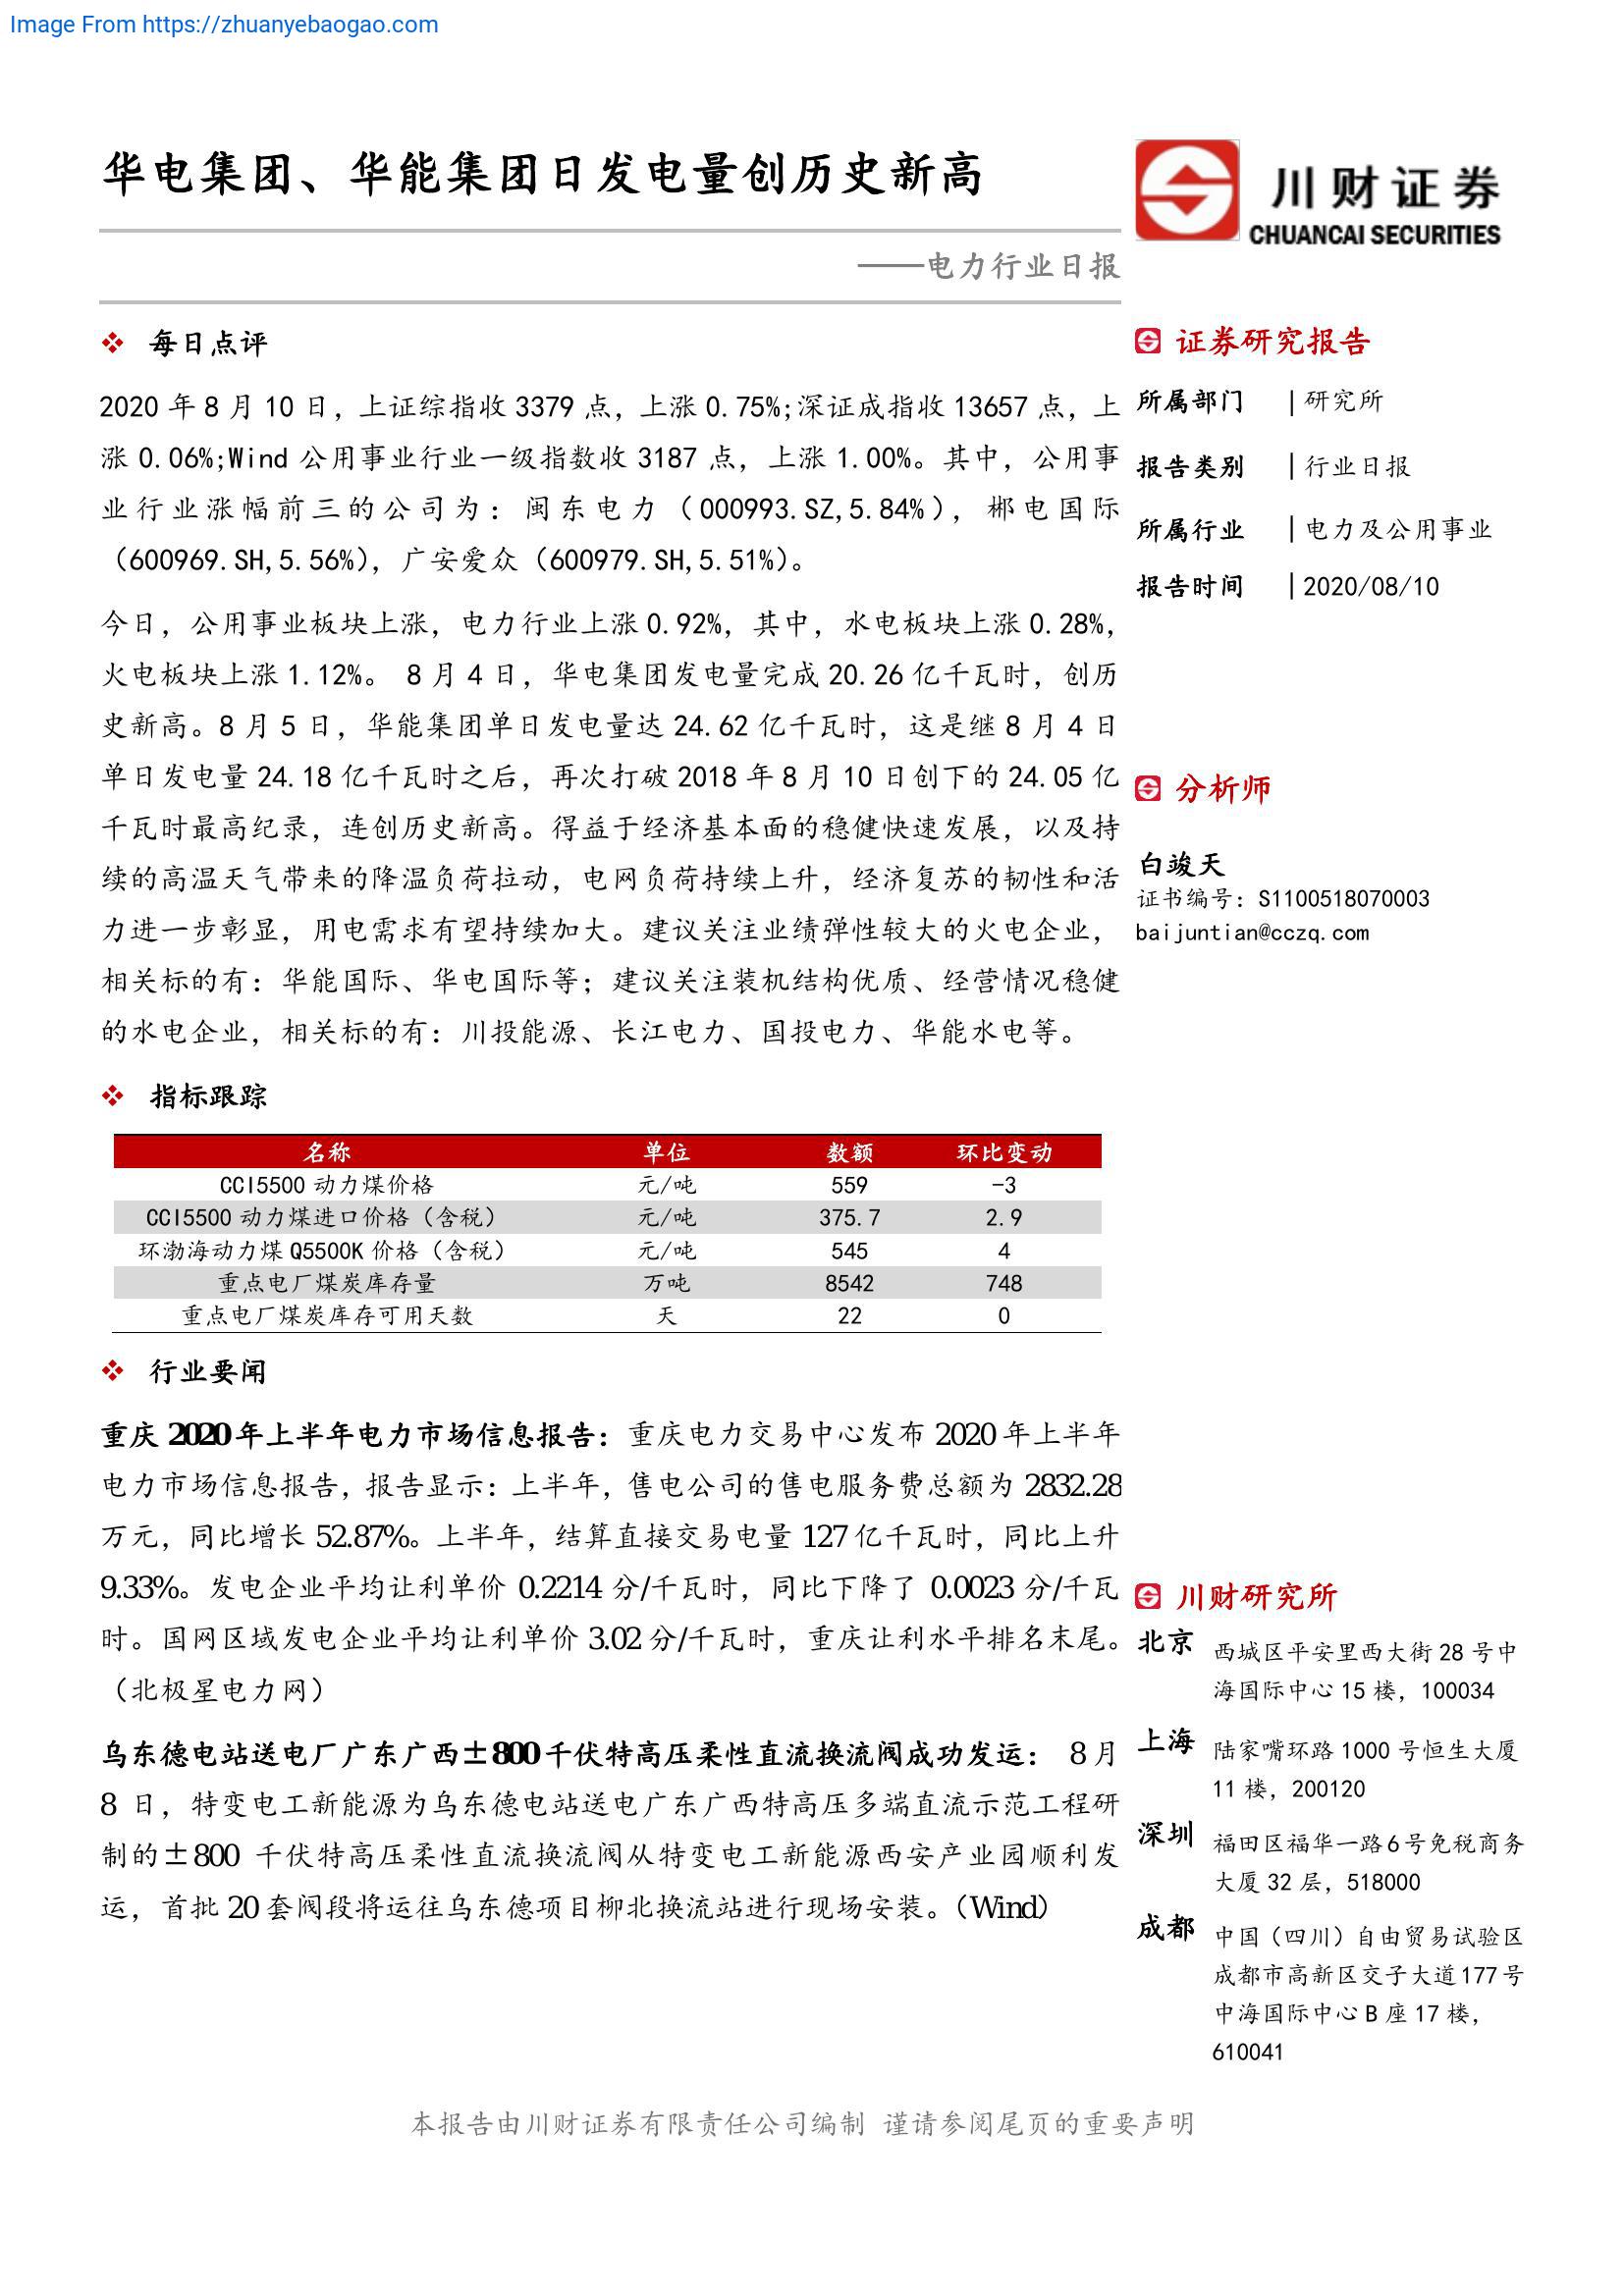 Image From https://zhuanyebaogao.com
华电集团、华能集团日发电量创历史新高
——电力行业日报
川财证券
CHUANCAI SECURITIES
❖ 每日点评
2020 年 8 月 10 日，上证综指收 3379 点，上涨 0.75%;深证成指收 13657 点，上
涨 0.06%;Wind 公用事业行业一级指数收 3187 点，上涨 1.00%。其中，公用事
业行业涨幅前三的公司为：闽东电力（000993.SZ,5.84%），郴电国际
（600969.SH,5.56%），广安爱众（600979.SH,5.51%）。
今日，公用事业板块上涨，电力行业上涨 0.92%，其中，水电板块上涨 0.28%，
火电板块上涨 1.12%。 8 月 4 日，华电集团发电量完成 20.26 亿千瓦时，创历
史新高。8 月 5 日，华能集团单日发电量达 24.62 亿千瓦时，这是继 8 月 4 日
单日发电量 24.18 亿千瓦时之后，再次打破 2018 年 8 月 10 日创下的 24.05 亿
千瓦时最高纪录，连创历史新高。得益于经济基本面的稳健快速发展，以及持
续的高温天气带来的降温负荷拉动，电网负荷持续上升，经济复苏的韧性和活
力进一步彰显，用电需求有望持续加大。建议关注业绩弹性较大的火电企业，
相关标的有：华能国际、华电国际等；建议关注装机结构优质、经营情况稳健
的水电企业，相关标的有：川投能源、长江电力、国投电力、华能水电等。
❖ 指标跟踪
名称 单位 数额 环比变动
CCI5500 动力煤价格 元/吨 559 -3
CCI5500 动力煤进口价格（含税） 元/吨 375.7 2.9
环渤海动力煤 Q5500K 价格（含税） 元/吨 545 4
重点电厂煤炭库存量 万吨 8542 748
重点电厂煤炭库存可用天数 天 22 0
❖ 行业要闻
重庆 2020 年上半年电力市场信息报告：重庆电力交易中心发布 2020 年上半年
电力市场信息报告，报告显示：上半年，售电公司的售电服务费总额为 2832.28
万元，同比增长 52.87%。上半年，结算直接交易电量 127 亿千瓦时，同比上升
9.33%。发电企业平均让利单价 0.2214 分/千瓦时，同比下降了 0.0023 分/千瓦
时。国网区域发电企业平均让利单价 3.02 分/千瓦时，重庆让利水平排名末尾。
（北极星电力网）
乌东德电站送电厂广东广西±800 千伏特高压柔性直流换流阀成功发运： 8 月
8 日，特变电工新能源为乌东德电站送电广东广西特高压多端直流示范工程研
制的±800 千伏特高压柔性直流换流阀从特变电工新能源西安产业园顺利发
运，首批 20 套阀段将运往乌东德项目柳北换流站进行现场安装。（Wind）
证券研究报告
所属部门 | 研究所
报告类别 | 行业日报
所属行业 | 电力及公用事业
报告时间 | 2020/08/10
分析师
白竣天
证书编号：S1100518070003
baijuntian@cczq.com
川财研究所
北京 西城区平安里西大街 28 号中
海国际中心 15 楼，100034
上海 陆家嘴环路 1000 号恒生大厦
11 楼，200120
深圳 福田区福华一路 6 号免税商务
大厦 32 层，518000
成都 中国（四川）自由贸易试验区
成都市高新区交子大道 177 号
中海国际中心 B 座 17 楼，
610041
本报告由川财证券有限责任公司编制 谨请参阅尾页的重要声明